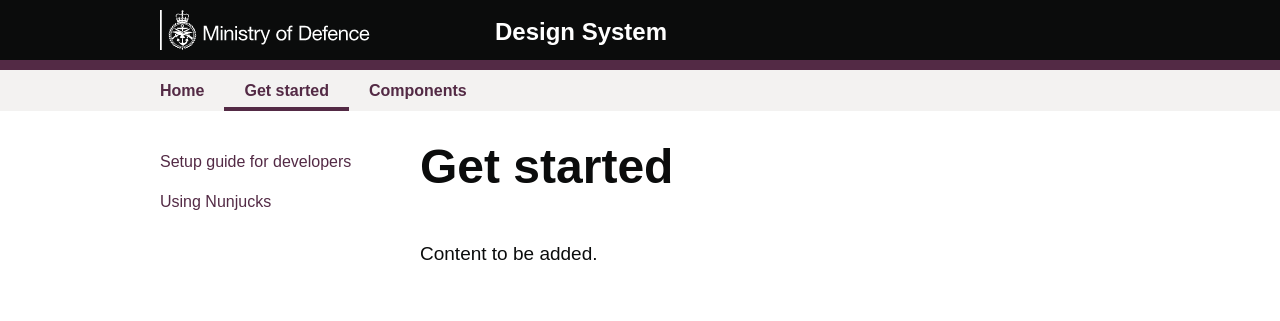 Ministry of Defence
Design System
Home
Get started
Components
Setup guide for developers
Using Nunjucks
Get started
Content to be added.